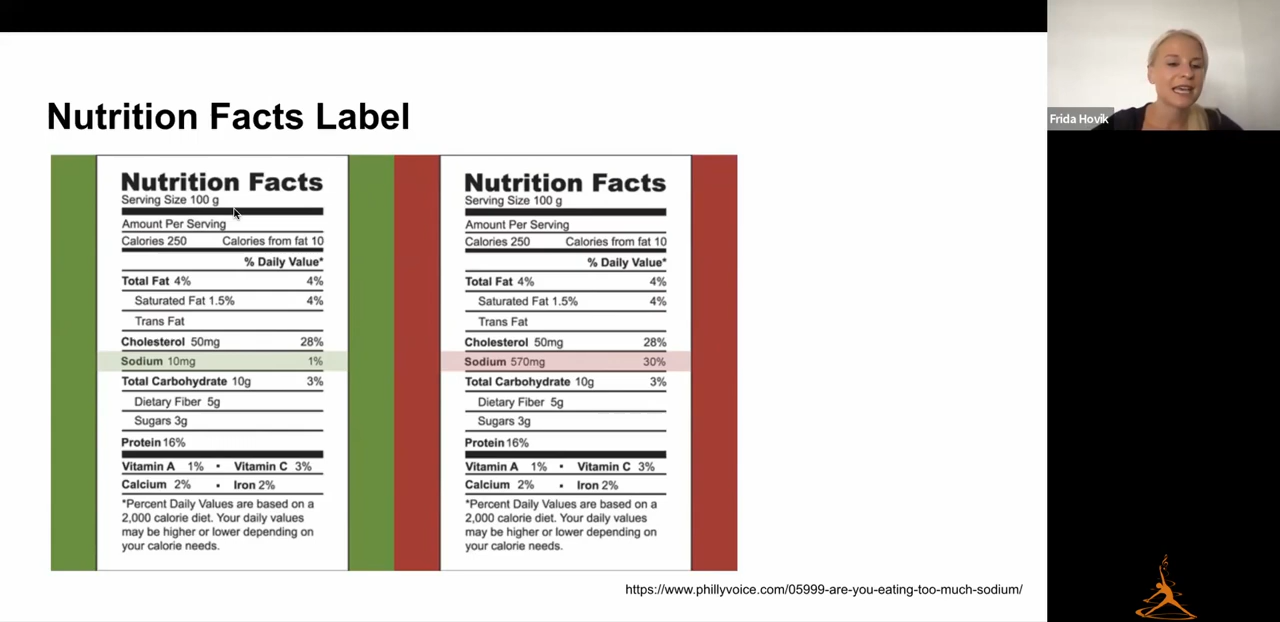 Nutrition Facts Label
Nutrition Facts
Serving Size 100 g
Amount Per Serving
Calories 250 Calories from fat 10
% Daily Value*
Total Fat 4% 4%
Saturated Fat 1.5% 4%
Trans Fat
Cholesterol 50mg 28%
Sodium 10mg 1%
Total Carbohydrate 10g 3%
Dietary Fiber 5g
Sugars 3g
Protein 16%
Vitamin A 1% • Vitamin C 3%
Calcium 2% • Iron 2%
*Percent Daily Values are based on a
2,000 calorie diet. Your daily values
may be higher or lower depending on
your calorie needs.
Nutrition Facts
Serving Size 100 g
Amount Per Serving
Calories 250 Calories from fat 10
% Daily Value*
Total Fat 4% 4%
Saturated Fat 1.5% 4%
Trans Fat
Cholesterol 50mg 28%
Sodium 570mg 30%
Total Carbohydrate 10g 3%
Dietary Fiber 5g
Sugars 3g
Protein 16%
Vitamin A 1% • Vitamin C 3%
Calcium 2% • Iron 2%
*Percent Daily Values are based on a
2,000 calorie diet. Your daily values
may be higher or lower depending on
your calorie needs.
https://www.phillyvoice.com/05999-are-you-eating-too-much-sodium/
Frida Hovik